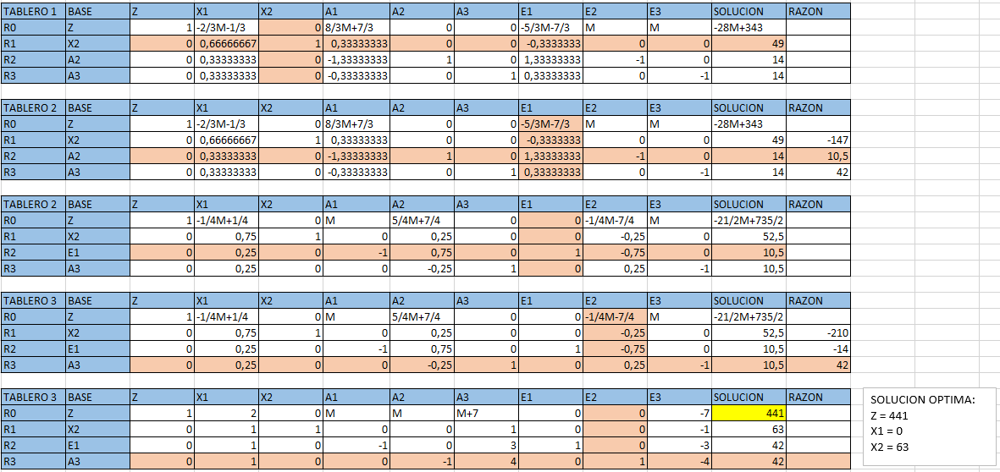 TABLERO 1 BASE Z X1 X2 A1 A2 A3 E1 E2 E3 SOLUCION RAZON
R0 Z 1 -2/3M-1/3 0 8/3M+7/3 0 0 -5/3M-7/3 M M -28M+343
R1 X2 0 0,66666667 1 0,33333333 0 0 -0,3333333 0 0 49
R2 A2 0 0,33333333 0 -1,33333333 1 0 1,33333333 -1 0 14
R3 A3 0 0,33333333 0 -0,33333333 0 1 0,33333333 0 -1 14
TABLERO 2 BASE Z X1 X2 A1 A2 A3 E1 E2 E3 SOLUCION RAZON
R0 Z 1 -2/3M-1/3 0 8/3M+7/3 0 0 -5/3M-7/3 M M -28M+343
R1 X2 0 0,66666667 1 0,33333333 0 0 -0,3333333 0 0 49 -147
R2 A2 0 0,33333333 0 -1,33333333 1 0 1,33333333 -1 0 14 10,5
R3 A3 0 0,33333333 0 -0,33333333 0 1 0,33333333 0 -1 14 42
TABLERO 2 BASE Z X1 X2 A1 A2 A3 E1 E2 E3 SOLUCION RAZON
R0 Z 1 -1/4M+1/4 0 M 5/4M+7/4 0 0 -1/4M-7/4 M -21/2M+735/2
R1 X2 0 0,75 1 0 0,25 0 0 -0,25 0 52,5
R2 E1 0 0,25 0 -1 0,75 0 1 -0,75 0 10,5
R3 A3 0 0,25 0 0 -0,25 1 0 0,25 -1 10,5
TABLERO 3 BASE Z X1 X2 A1 A2 A3 E1 E2 E3 SOLUCION RAZON
R0 Z 1 -1/4M+1/4 0 M 5/4M+7/4 0 0 -1/4M-7/4 M -21/2M+735/2
R1 X2 0 0,75 1 0 0,25 0 0 -0,25 0 52,5 -210
R2 E1 0 0,25 0 -1 0,75 0 1 -0,75 0 10,5 -14
R3 A3 0 0,25 0 0 -0,25 1 0 0,25 -1 10,5 42
TABLERO 3 BASE Z X1 X2 A1 A2 A3 E1 E2 E3 SOLUCION RAZON
R0 Z 1 2 0 M M M+7 0 0 -7 441
R1 X2 0 1 1 0 0 1 0 0 -1 63
R2 E1 0 1 0 -1 0 3 1 0 -3 42
R3 A3 0 1 0 0 -1 4 0 1 -4 42
SOLUCION OPTIMA:
Z = 441
X1 = 0
X2 = 63